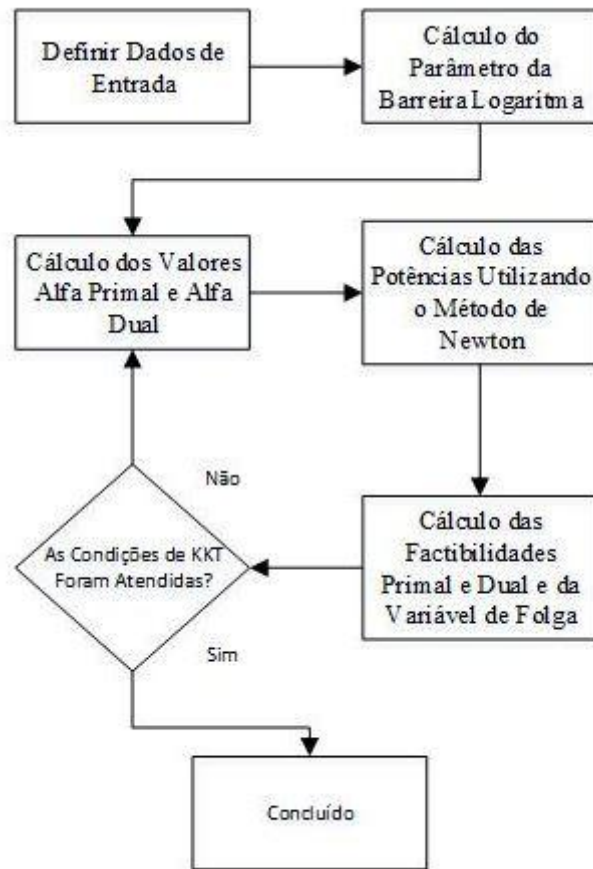 Definir Dados de
Entrada
Cálculo do
Parâmetro da
Barreira Logarítma
Cálculo dos Valores
Alfa Primal e Alfa
Dual
Cálculo das
Potências Utilizando
o Método de
Newton
Não
As Condições de KKT
Foram Atendidas?
Cálculo das
Factibilidades
Primal e Dual e da
Variável de Folga
Sim
Concluído